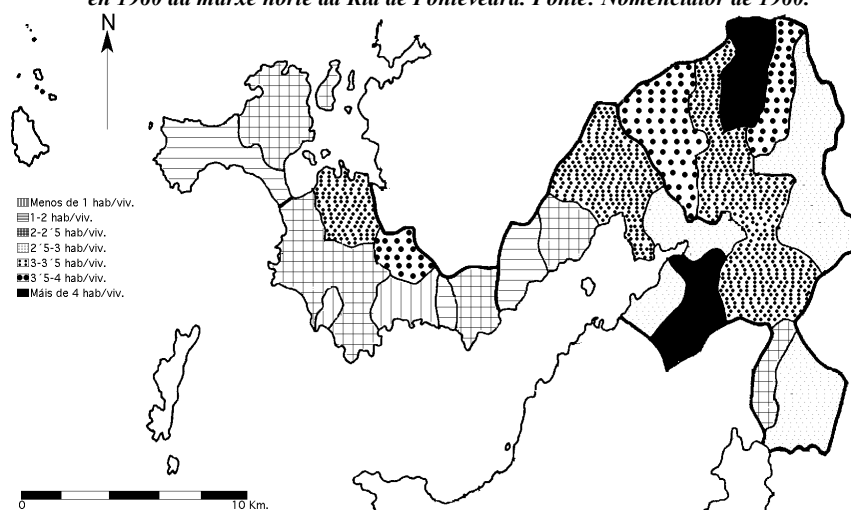 en 1960 da marxe norte da Ría de Pontevedra. Fonte: Nomenclátor de 1960.
N
Menos de 1 hab/viv.
1-2 hab/viv.
2-2´5 hab/viv.
2´5-3 hab/viv.
3-3´5 hab/viv.
3´5-4 hab/viv.
Máis de 4 hab/viv.
0 10 Km.